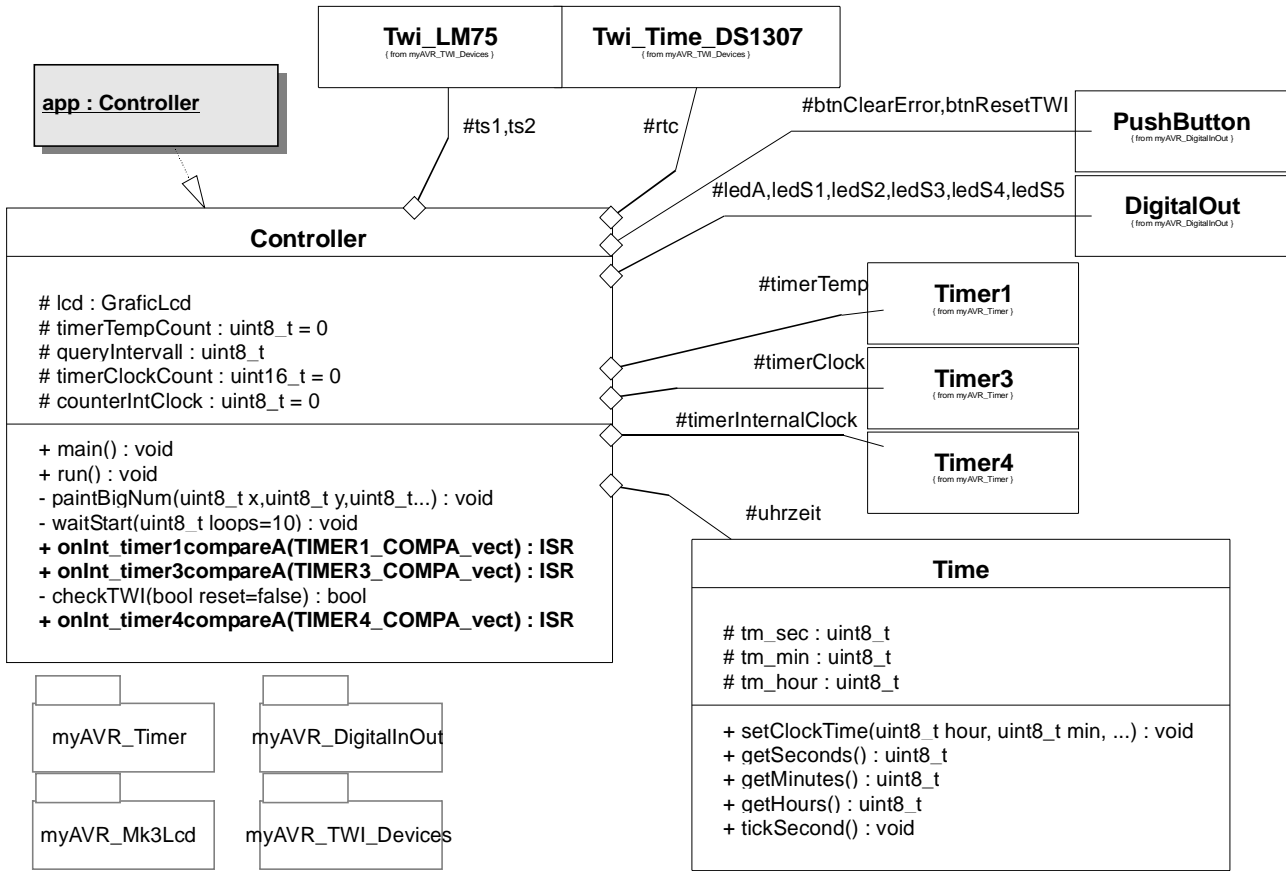 Twi_LM75
{ from myAVR_TWI_Devices }
Twi_Time_DS1307
{ from myAVR_TWI_Devices }
app : Controller
#ts1,ts2
#rtc
#btnClearError,btnResetTWI
PushButton
{ from myAVR_DigitalInOut }
#ledA,ledS1,ledS2,ledS3,ledS4,ledS5
DigitalOut
{ from myAVR_DigitalInOut }
Controller
# lcd : GraficLcd
# timerTempCount : uint8_t = 0
# queryIntervall : uint8_t
# timerClockCount : uint16_t = 0
# counterIntClock : uint8_t = 0
+ main() : void
+ run() : void
- paintBigNum(uint8_t x,uint8_t y,uint8_t...) : void
- waitStart(uint8_t loops=10) : void
+ onInt_timer1compareA(TIMER1_COMPA_vect) : ISR
+ onInt_timer3compareA(TIMER3_COMPA_vect) : ISR
- checkTWI(bool reset=false) : bool
+ onInt_timer4compareA(TIMER4_COMPA_vect) : ISR
#timerTemp
Timer1
{ from myAVR_Timer }
#timerClock
Timer3
{ from myAVR_Timer }
#timerInternalClock
Timer4
{ from myAVR_Timer }
#uhrzeit
Time
# tm_sec : uint8_t
# tm_min : uint8_t
# tm_hour : uint8_t
+ setClockTime(uint8_t hour, uint8_t min, ...) : void
+ getSeconds() : uint8_t
+ getMinutes() : uint8_t
+ getHours() : uint8_t
+ tickSecond() : void
myAVR_Timer
myAVR_DigitalInOut
myAVR_Mk3Lcd
myAVR_TWI_Devices